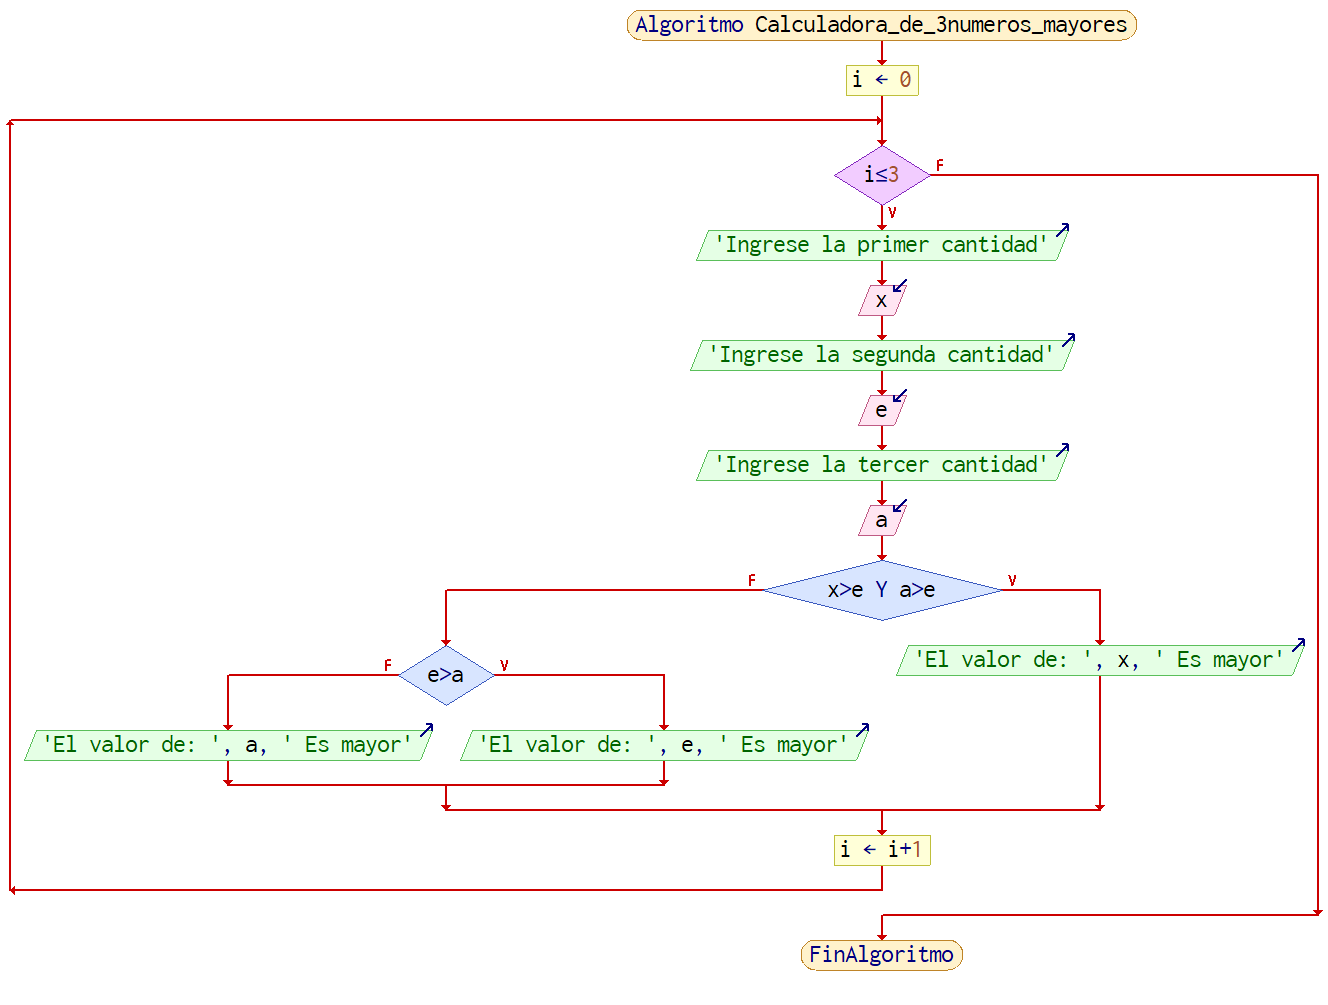 Algoritmo Calculadora_de_3numeros_mayores
i ← 0
i≤3
F
V
'Ingrese la primer cantidad'
x
'Ingrese la segunda cantidad'
e
'Ingrese la tercer cantidad'
a
F
x>e Y a>e
V
'El valor de: ', x, ' Es mayor'
F
e>a
V
'El valor de: ', a, ' Es mayor'
'El valor de: ', e, ' Es mayor'
i ← i+1
FinAlgoritmo